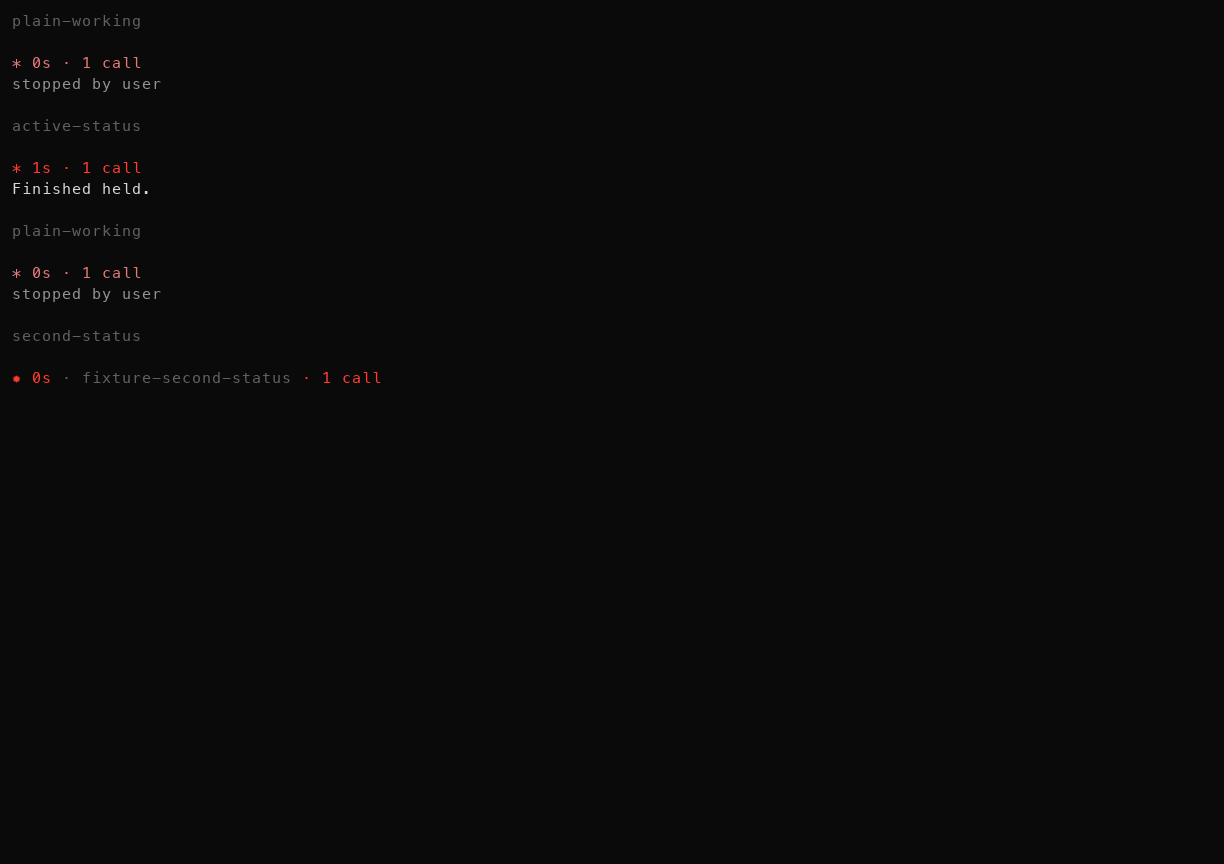 plain–working
* 0s · 1 call
stopped by user
active–status
* 1s · 1 call
Finished held.
plain–working
* 0s · 1 call
stopped by user
second–status
✹ 0s · fixture–second–status · 1 call